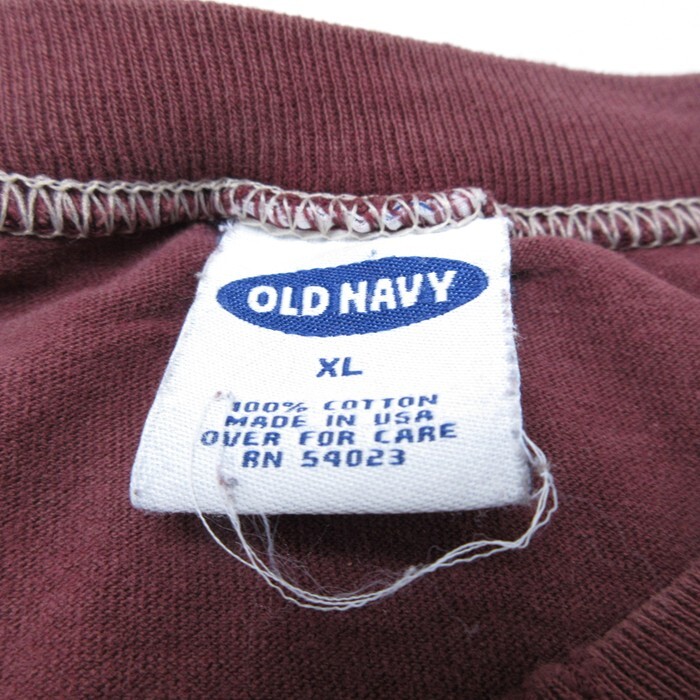 OLD NAVY
XL
100% COTTON
MADE IN USA
OVER FOR CARE
RN 54023